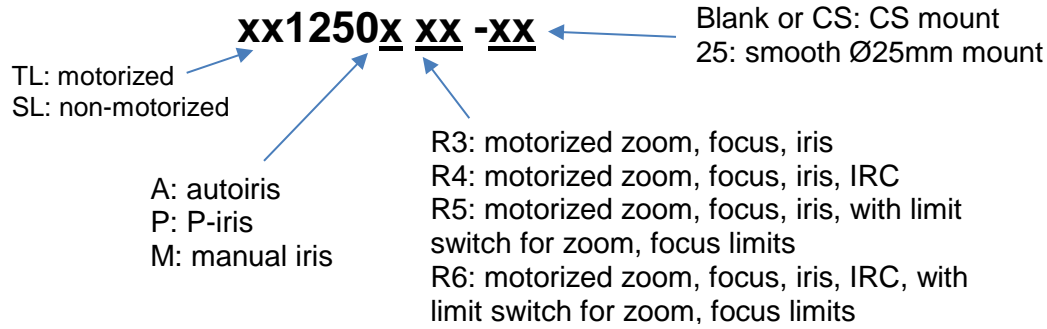 xx1250x xx -xx
Blank or CS: CS mount
25: smooth Ø25mm mount
TL: motorized
SL: non-motorized
A: autoiris
P: P-iris
M: manual iris
R3: motorized zoom, focus, iris
R4: motorized zoom, focus, iris, IRC
R5: motorized zoom, focus, iris, with limit
switch for zoom, focus limits
R6: motorized zoom, focus, iris, IRC, with
limit switch for zoom, focus limits